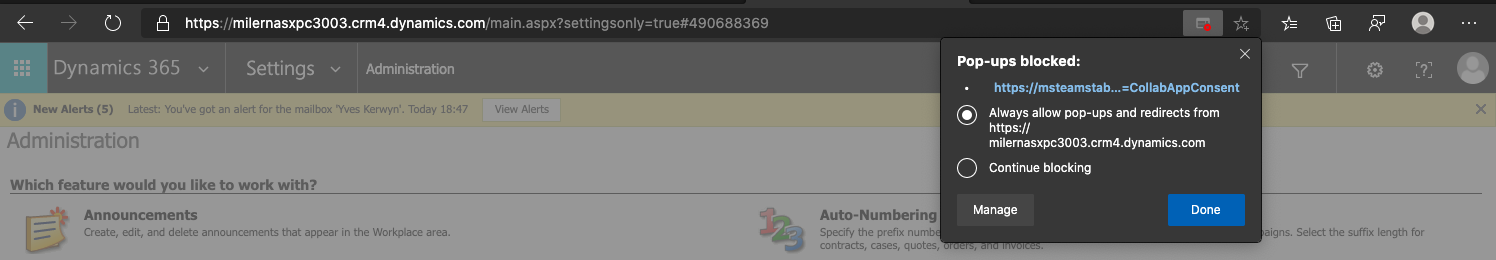 https://milernasxpc3003.crm4.dynamics.com/main.aspx?settingsonly=true#490688369
Dynamics 365
Settings
Administration
New Alerts (5) Latest: You've got an alert for the mailbox 'Yves Kerwyn'. Today 18:47 View Alerts
Administration
Which feature would you like to work with?
Announcements
Create, edit, and delete announcements that appear in the Workplace area.
Auto-Numbering
Specify the prefix numbe
aigns. Select the suffix length for
contracts, cases, quotes, orders, and invoices.
Pop-ups blocked:
• https://msteamstab...=CollabAppConsent
Always allow pop-ups and redirects from
https://
milernasxpc3003.crm4.dynamics.com
Continue blocking
Manage
Done